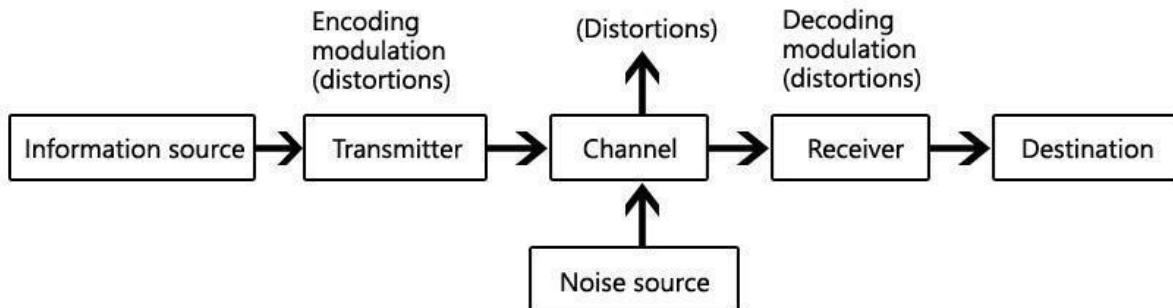 Encoding
modulation
(distortions)
(Distortions)
Decoding
modulation
(distortions)
Information source
Transmitter
Channel
Receiver
Destination
Noise source